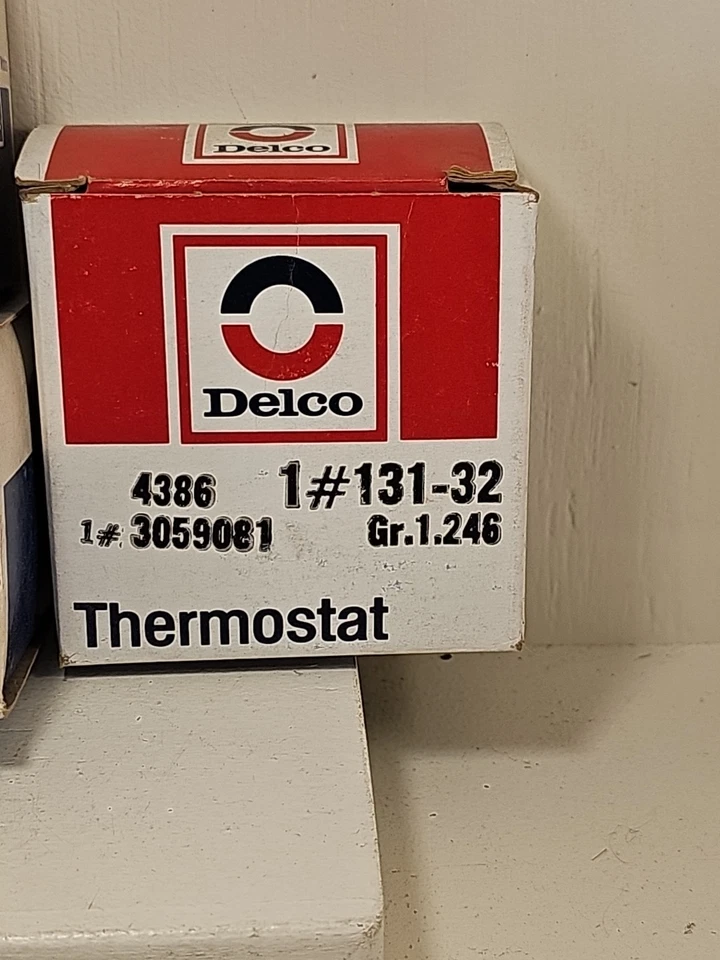 Delco
Delco
4386 1#131-32
1#3059081 Gr.1.246
Thermostat